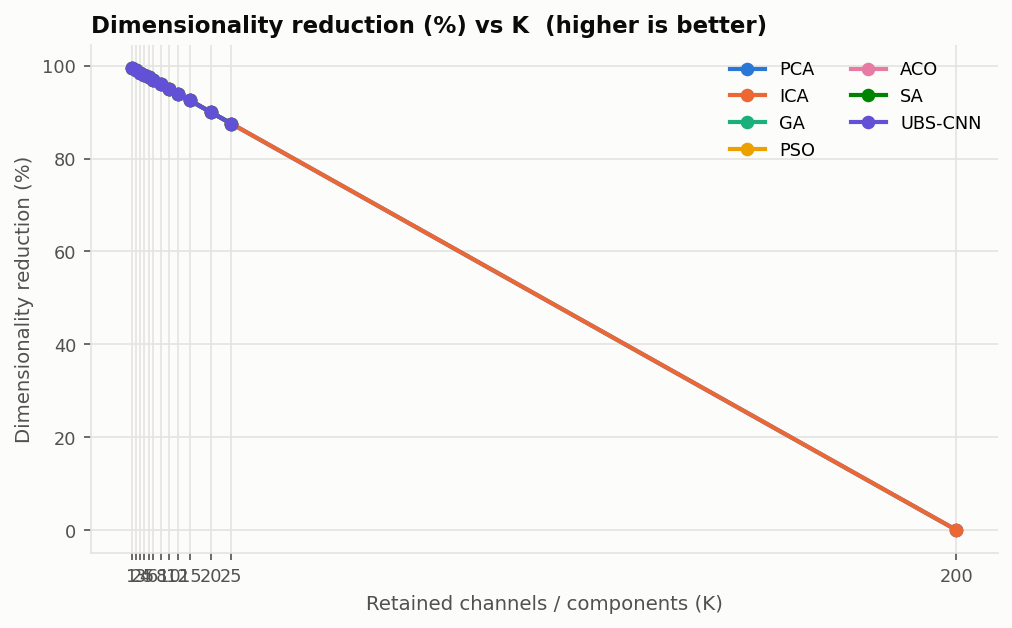 Dimensionality reduction (%) vs K  (higher is better)
PCA
ICA
GA
PSO
ACO
SA
UBS-CNN
100
80
60
40
20
0
Dimensionality reduction (%)
15 20 25 200
Retained channels / components (K)